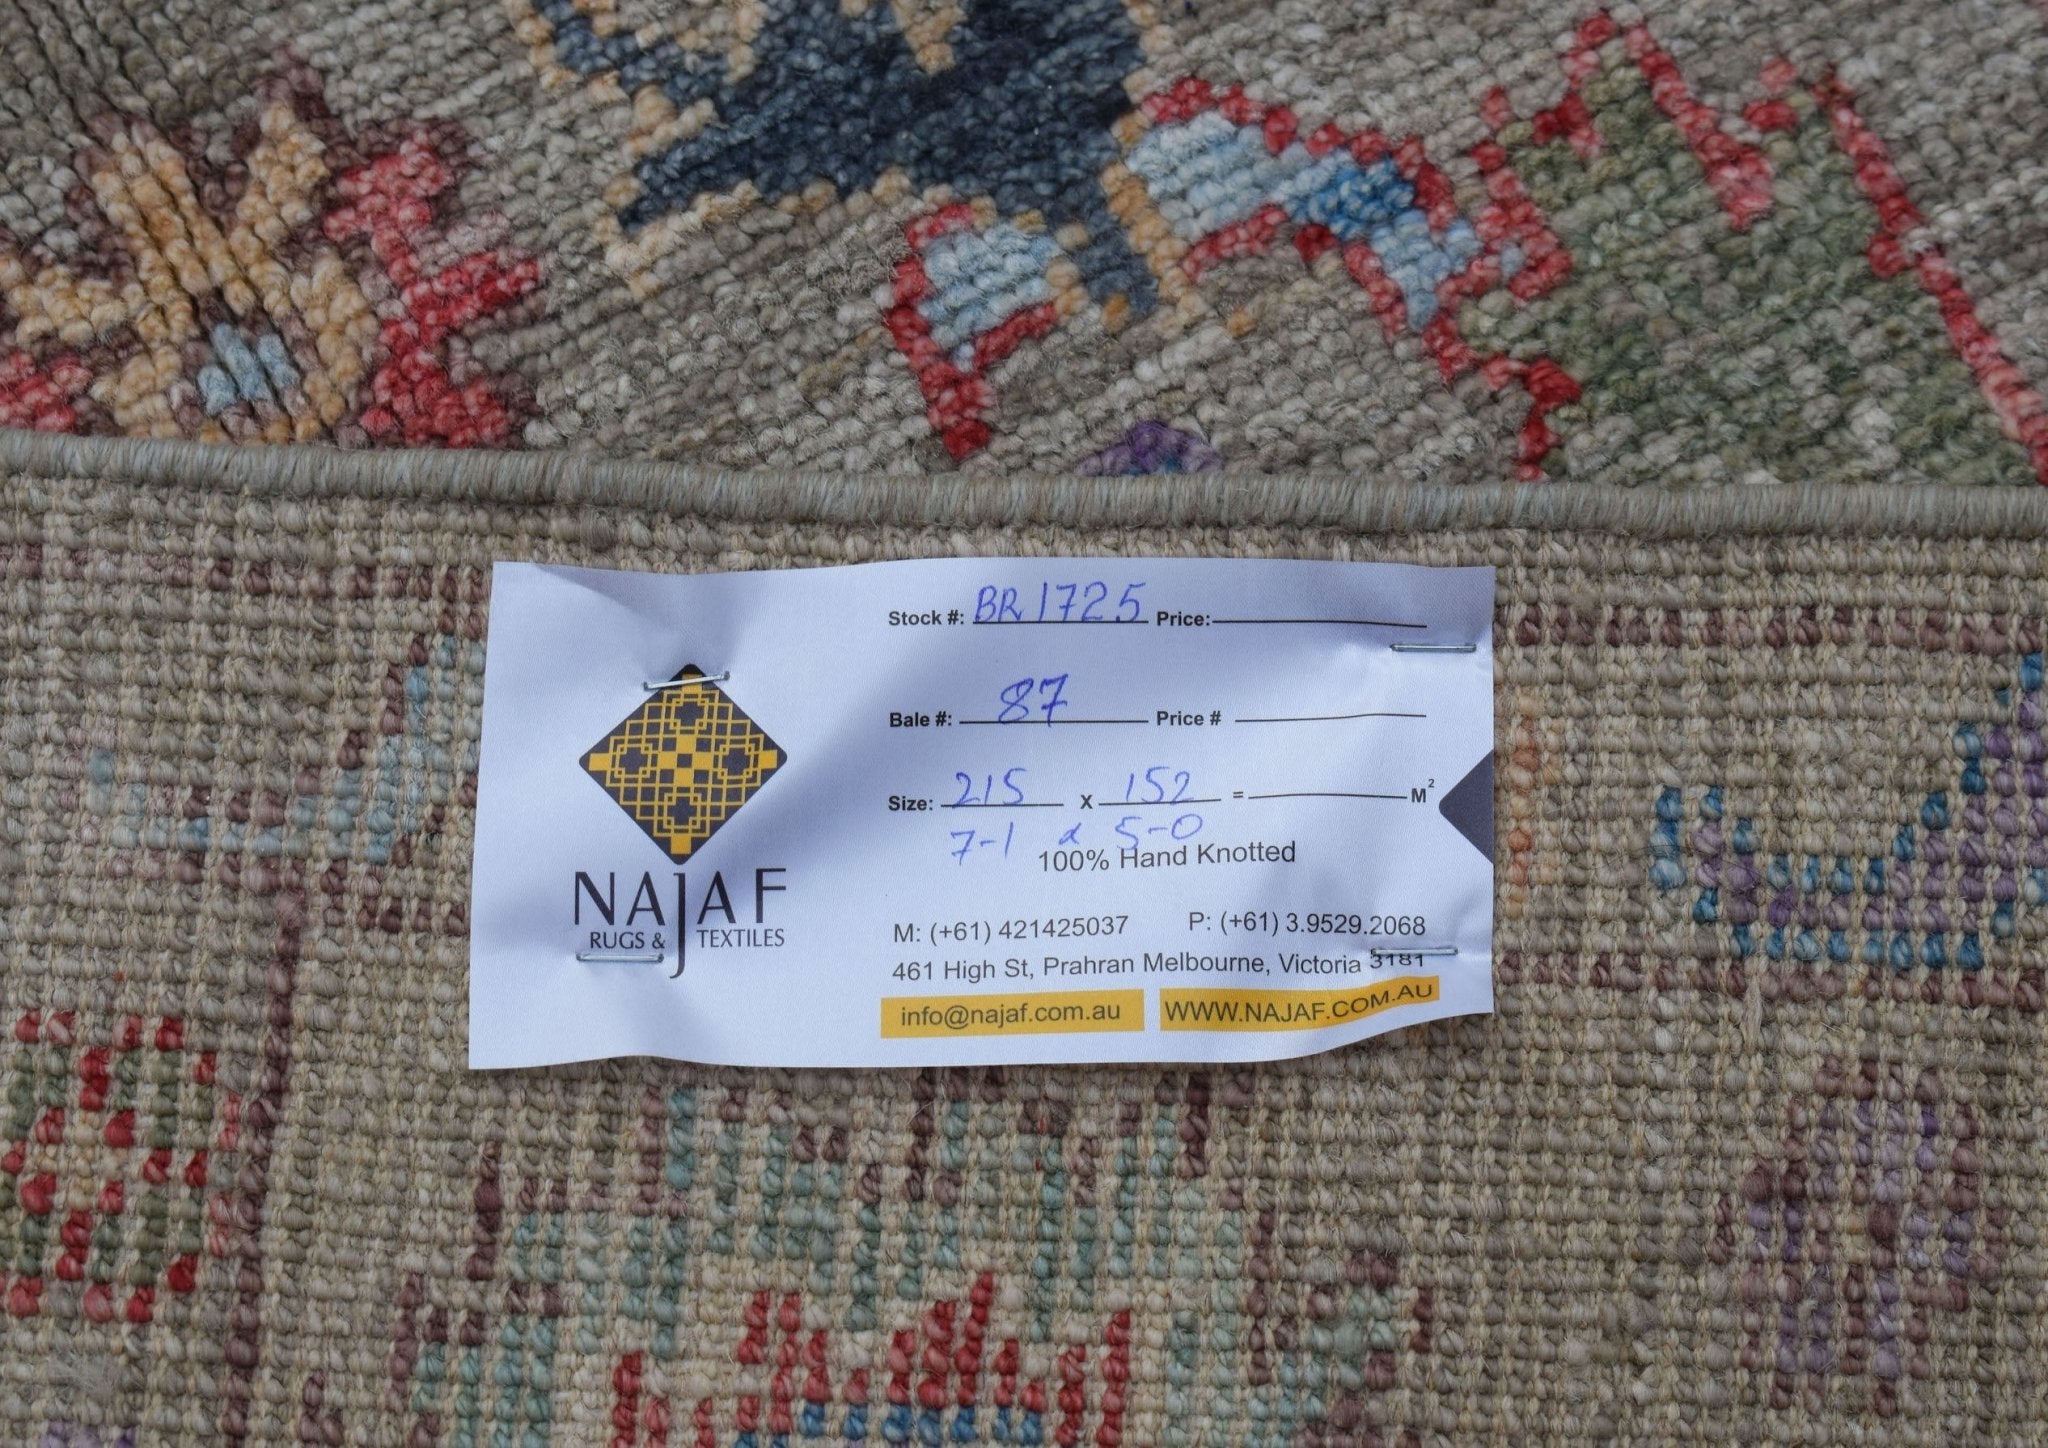 NAJAF
RUGS & TEXTILES
Stock #: BR1725 Price:
Bale #: 87 Price #
Size: 215 x 152 = M²
7-1 x 5-0
100% Hand Knotted
M: (+61) 421425037 P: (+61) 3.9529.2068
461 High St, Prahran Melbourne, Victoria 3181
info@najaf.com.au WWW.NAJAF.COM.AU